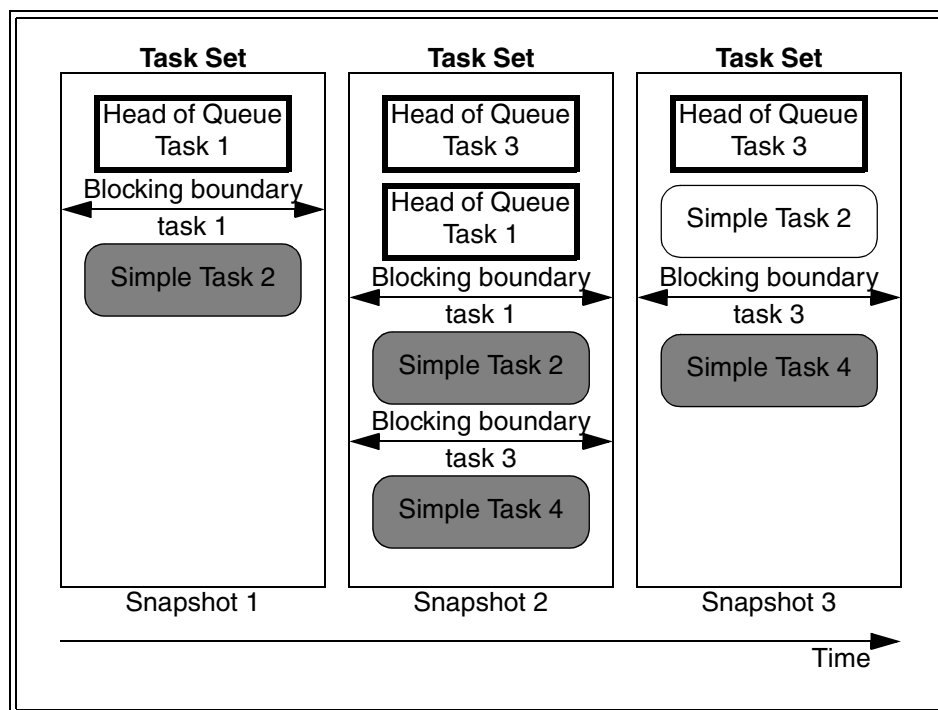 Task Set
Head of Queue
Task 1
Blocking boundary
task 1
Simple Task 2
Snapshot 1
Task Set
Head of Queue
Task 3
Head of Queue
Task 1
Blocking boundary
task 1
Simple Task 2
Blocking boundary
task 3
Simple Task 4
Snapshot 2
Task Set
Head of Queue
Task 3
Simple Task 2
Blocking boundary
task 3
Simple Task 4
Snapshot 3
Time